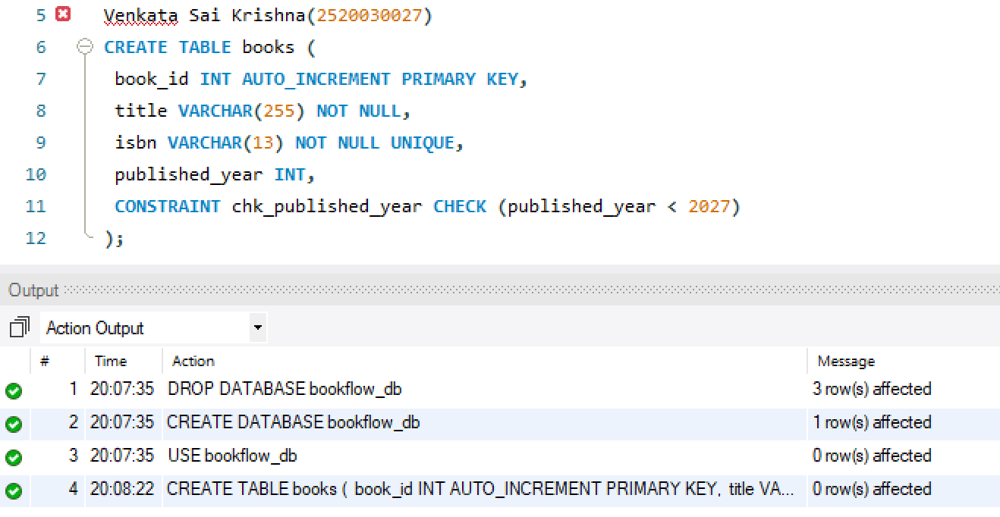 5 Venkata Sai Krishna(2520030027)
6 CREATE TABLE books (
7 book_id INT AUTO_INCREMENT PRIMARY KEY,
8 title VARCHAR(255) NOT NULL,
9 isbn VARCHAR(13) NOT NULL UNIQUE,
10 published_year INT,
11 CONSTRAINT chk_published_year CHECK (published_year < 2027)
12 );
Output
Action Output
# Time Action Message
1 20:07:35 DROP DATABASE bookflow_db 3 row(s) affected
2 20:07:35 CREATE DATABASE bookflow_db 1 row(s) affected
3 20:07:35 USE bookflow_db 0 row(s) affected
4 20:08:22 CREATE TABLE books ( book_id INT AUTO_INCREMENT PRIMARY KEY, title VA... 0 row(s) affected